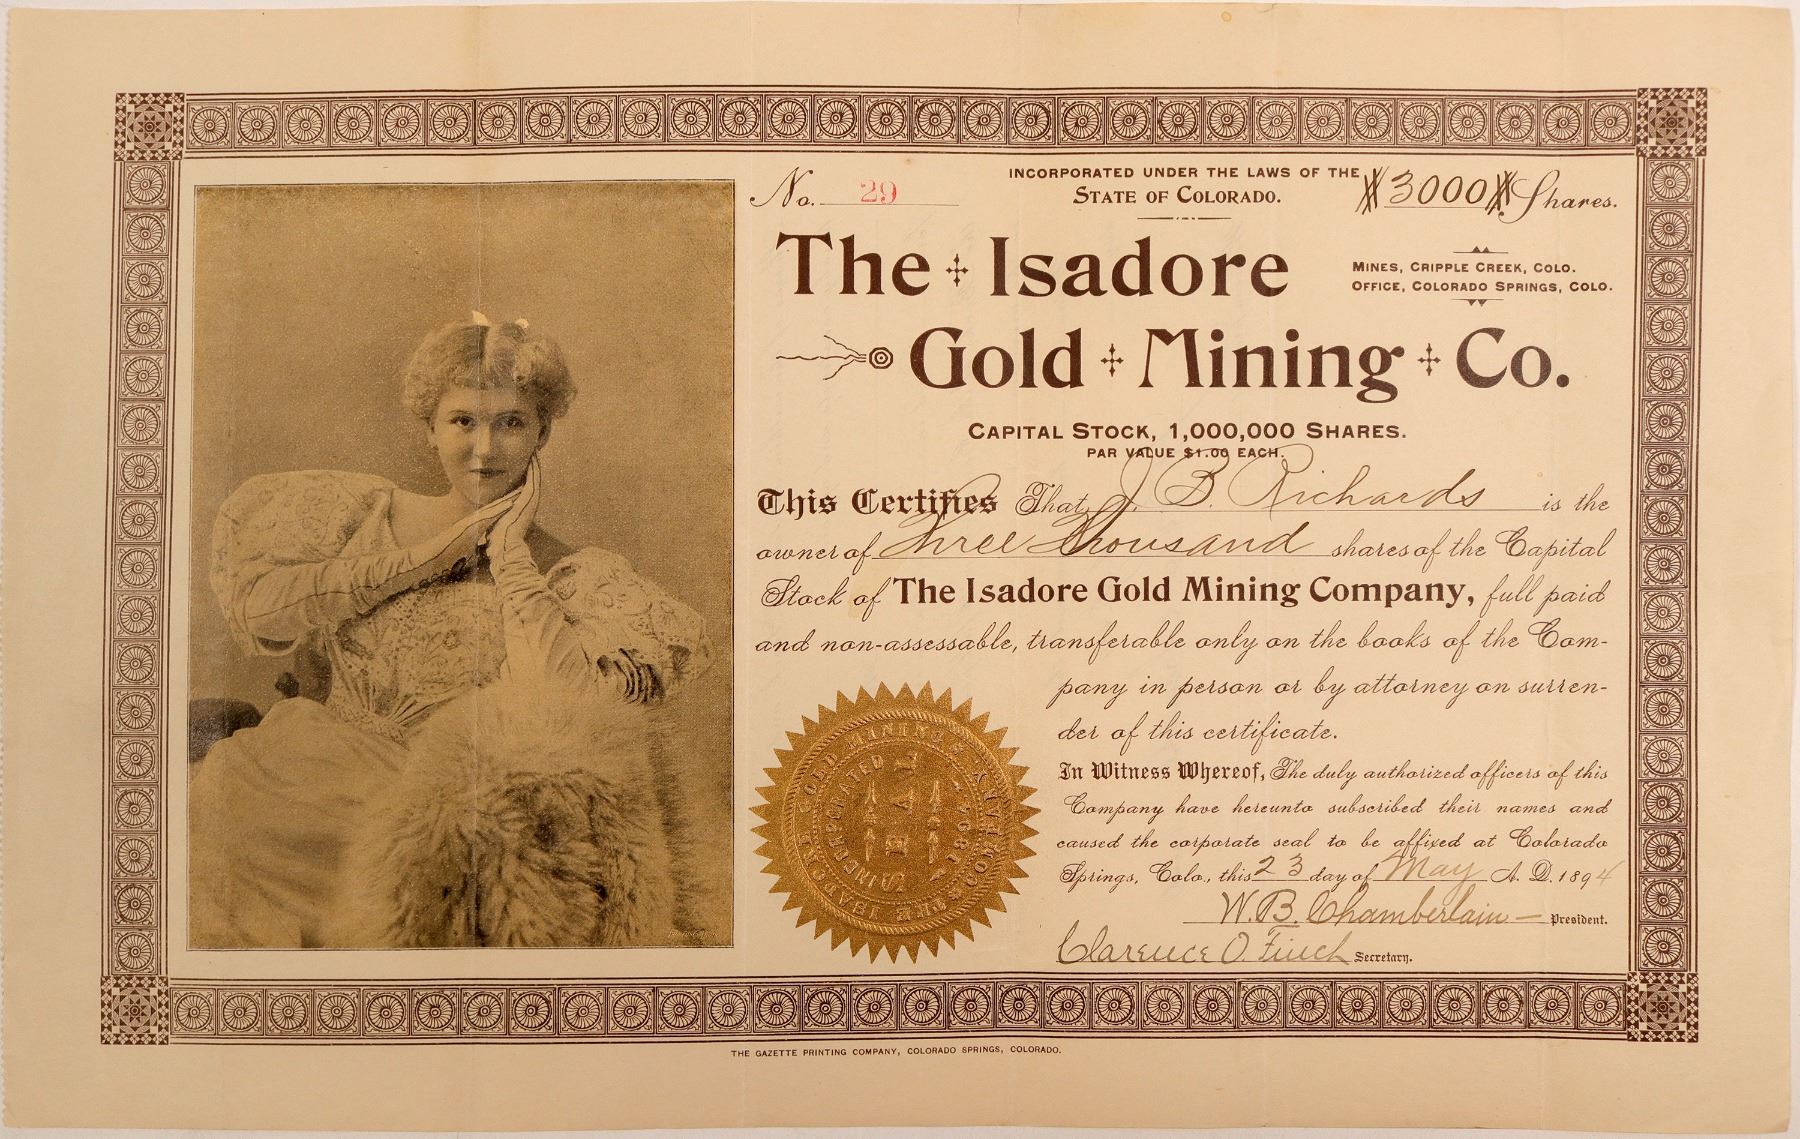 No. 29
INCORPORATED UNDER THE LAWS OF THE
STATE OF COLORADO.
3000 Shares.
The Isadore
MINES, CRIPPLE CREEK, COLO.
OFFICE, COLORADO SPRINGS, COLO.
Gold Mining Co.
CAPITAL STOCK, 1,000,000 SHARES.
PAR VALUE $1.00 EACH.
This Certifies That J. B. Richards is the
owner of Three Thousand shares of the Capital
Stock of The Isadore Gold Mining Company, full paid
and non-assessable, transferable only on the books of the Com-
pany in person or by attorney on surren-
der of this certificate.
In Witness Whereof, The duly authorized officers of this
Company have hereunto subscribed their names and
caused the corporate seal to be affixed at Colorado
Springs, Colo., this 23 day of May A. D. 1894
W. B. Chamberlain President.
Clarence O. Finch Secretary.
THE ISADORE GOLD MINING
INCORPORATED
SEAL
THE GAZETTE PRINTING COMPANY, COLORADO SPRINGS, COLORADO.